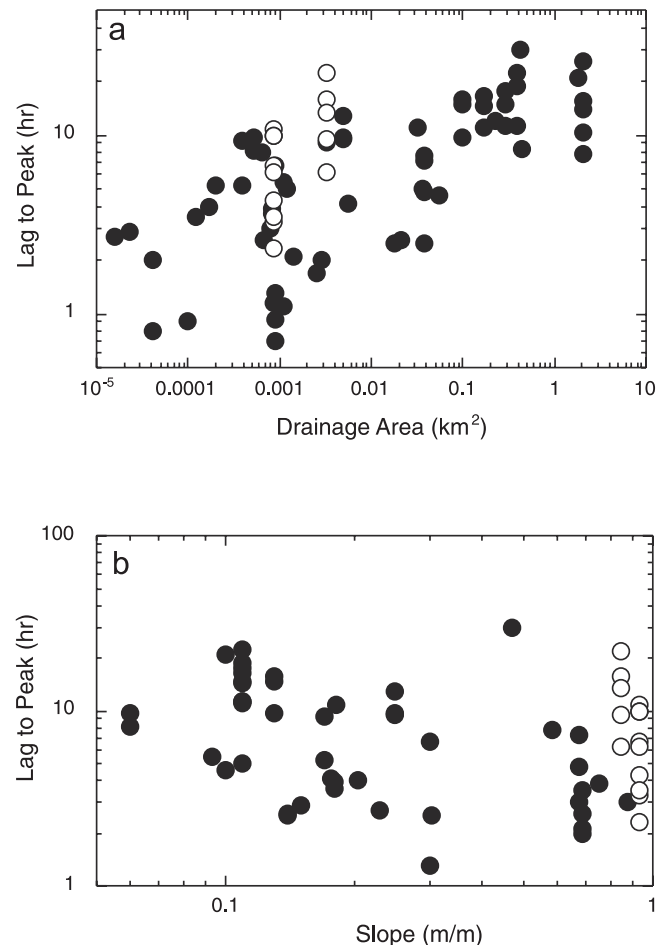 a
Lag to Peak (hr)
10
1
10-5
0.0001
0.001
0.01
0.1
1
10
Drainage Area (km2)
b
Lag to Peak (hr)
100
10
1
0.1
1
Slope (m/m)